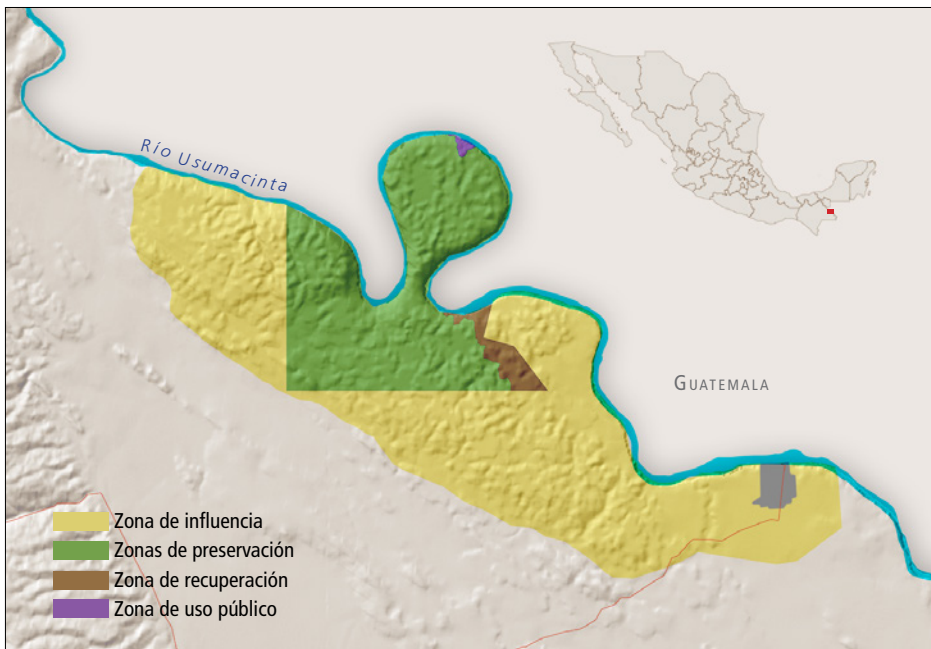 Río Usumacinta
GUATEMALA
Zona de influencia
Zonas de preservación
Zona de recuperación
Zona de uso público